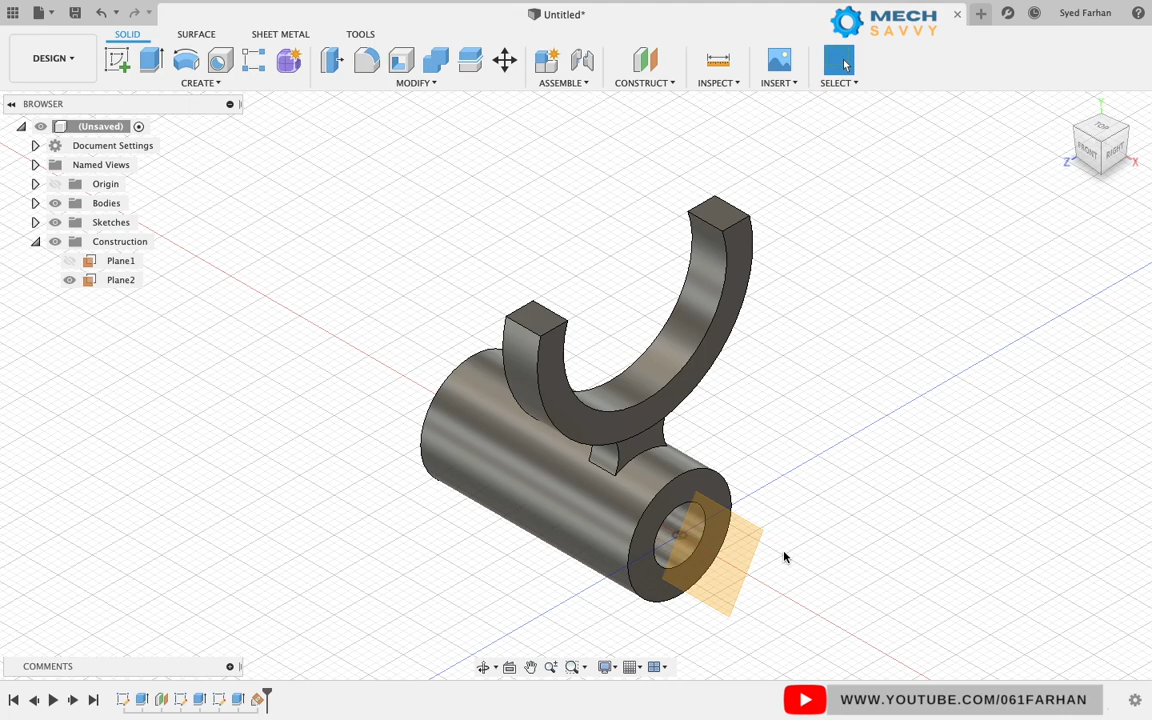 Untitled*
MECH
SAVVY
Syed Farhan
DESIGN
SOLID
SURFACE
SHEET METAL
TOOLS
CREATE
MODIFY
ASSEMBLE
CONSTRUCT
INSPECT
INSERT
SELECT
BROWSER
(Unsaved)
Document Settings
Named Views
Origin
Bodies
Sketches
Construction
Plane1
Plane2
Y
TOP
FRONT
RIGHT
Z
X
COMMENTS
WWW.YOUTUBE.COM/061FARHAN